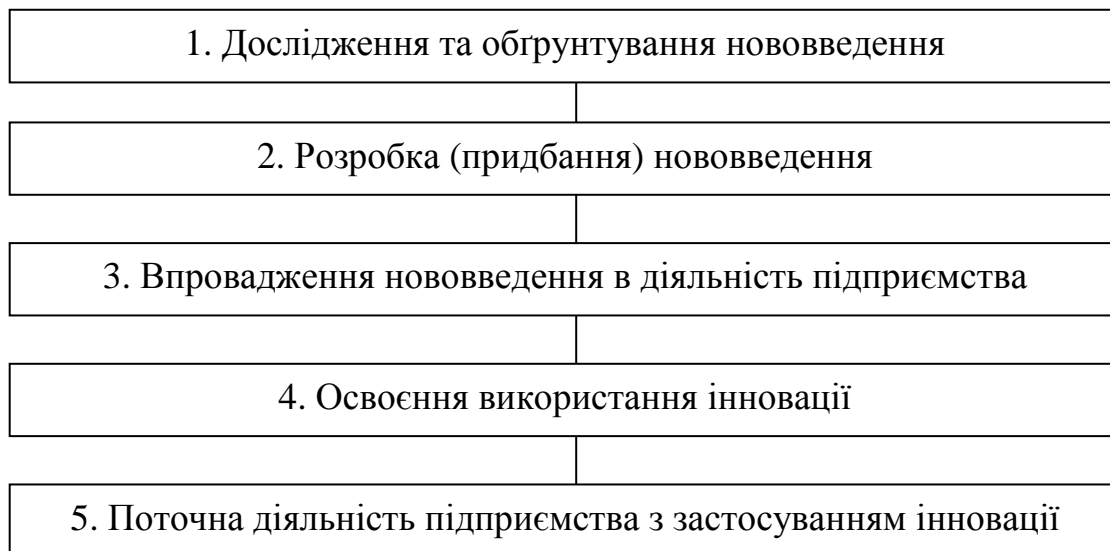 1. Дослідження та обґрунтування нововведення
2. Розробка (придбання) нововведення
3. Впровадження нововведення в діяльність підприємства
4. Освоєння використання інновації
5. Поточна діяльність підприємства з застосуванням інновації